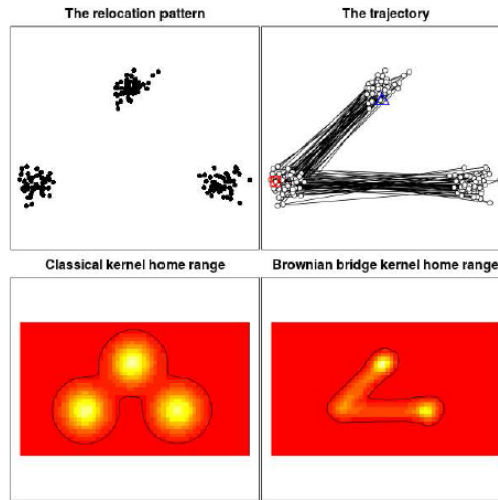 The relocation pattern
The trajectory
Classical kernel home range
Brownian bridge kernel home range